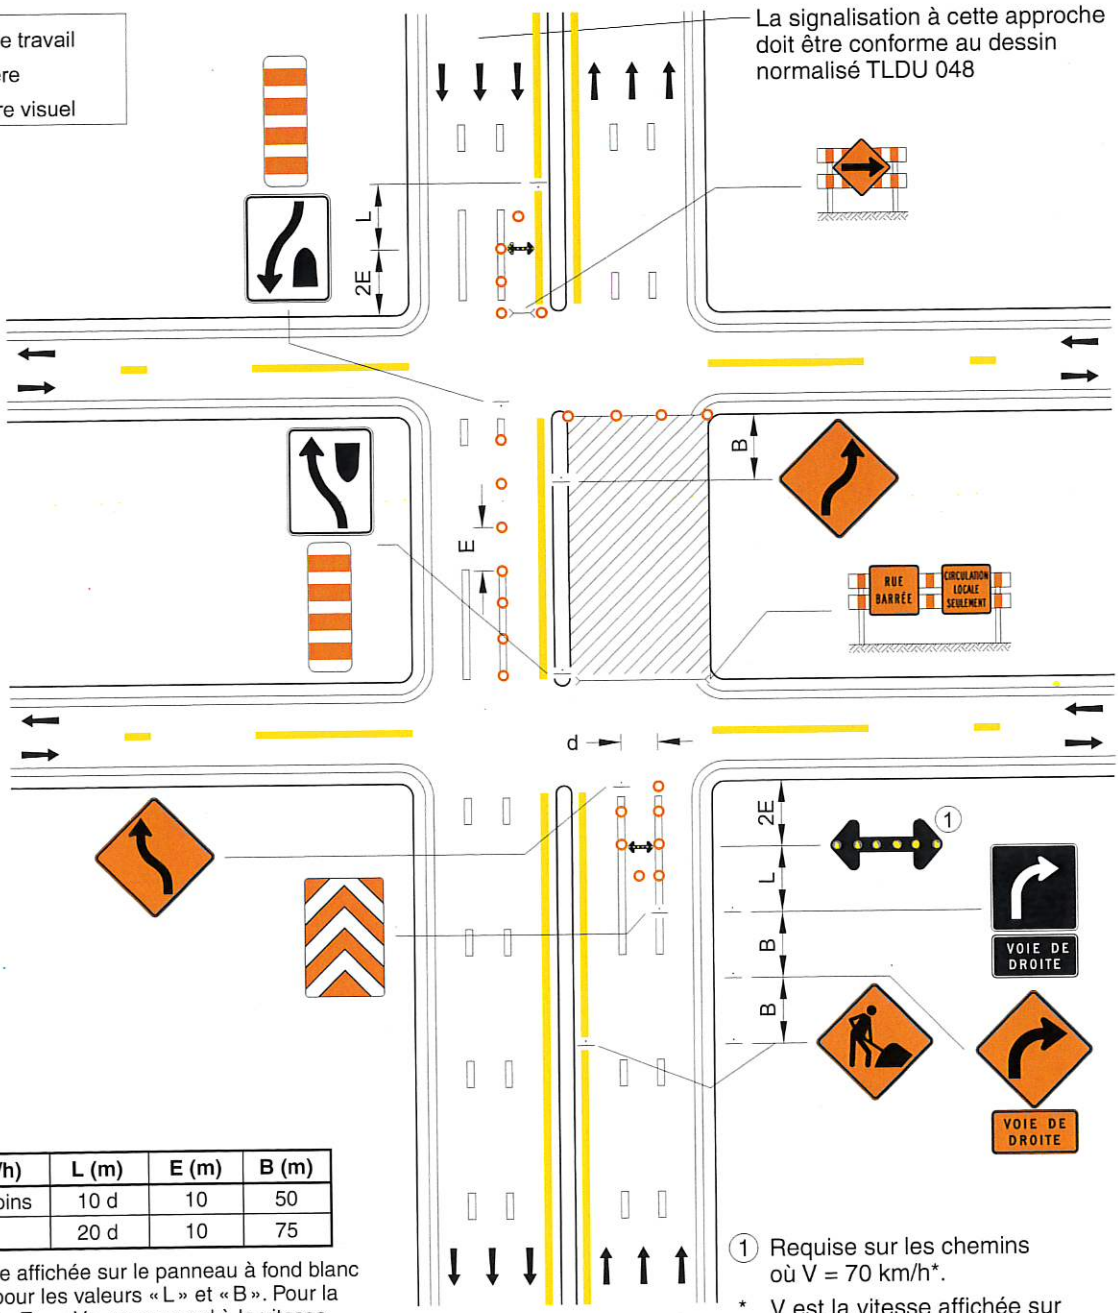 e travail
re
re visuel
La signalisation à cette approche
doit être conforme au dessin
normalisé TLDU 048
L
2E
B
E
RUE
BARRÉE
CIRCULATION
LOCALE
SEULEMENT
d
2E
1
L
VOIE DE
DROITE
B
B
VOIE DE
DROITE
/h) L (m) E (m) B (m)
oins 10 d 10 50
20 d 10 75
e affichée sur le panneau à fond blanc
pour les valeurs « L » et « B ». Pour la
1 Requise sur les chemins
où V = 70 km/h*.
* V est la vitesse affichée sur